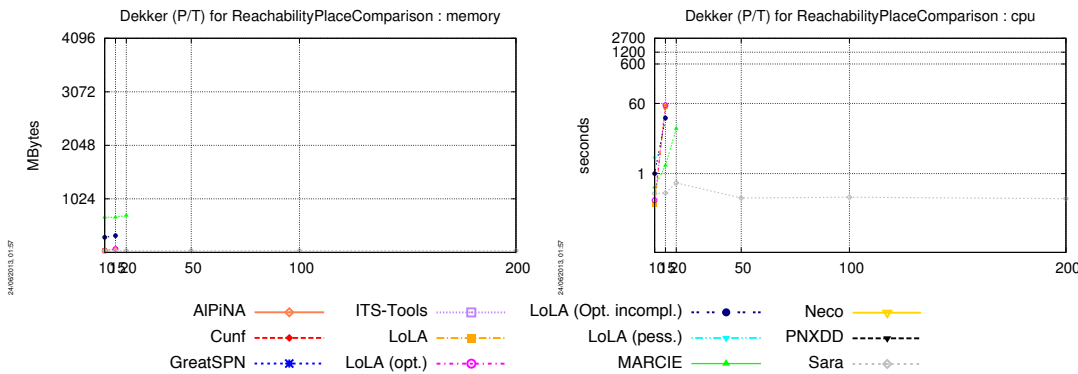 Dekker (P/T) for ReachabilityPlaceComparison : memory
4096
3072
2048
1024
MBytes
10 15 20 50 100 200
24/06/2013, 01:57
Dekker (P/T) for ReachabilityPlaceComparison : cpu
2700
1200
600
60
1
seconds
10 15 20 50 100 200
24/06/2013, 01:57
AlPiNA ITS-Tools LoLA (Opt. incompl.) Neco
Cunf LoLA LoLA (pess.) PNXDD
GreatSPN LoLA (opt.) MARCIE Sara